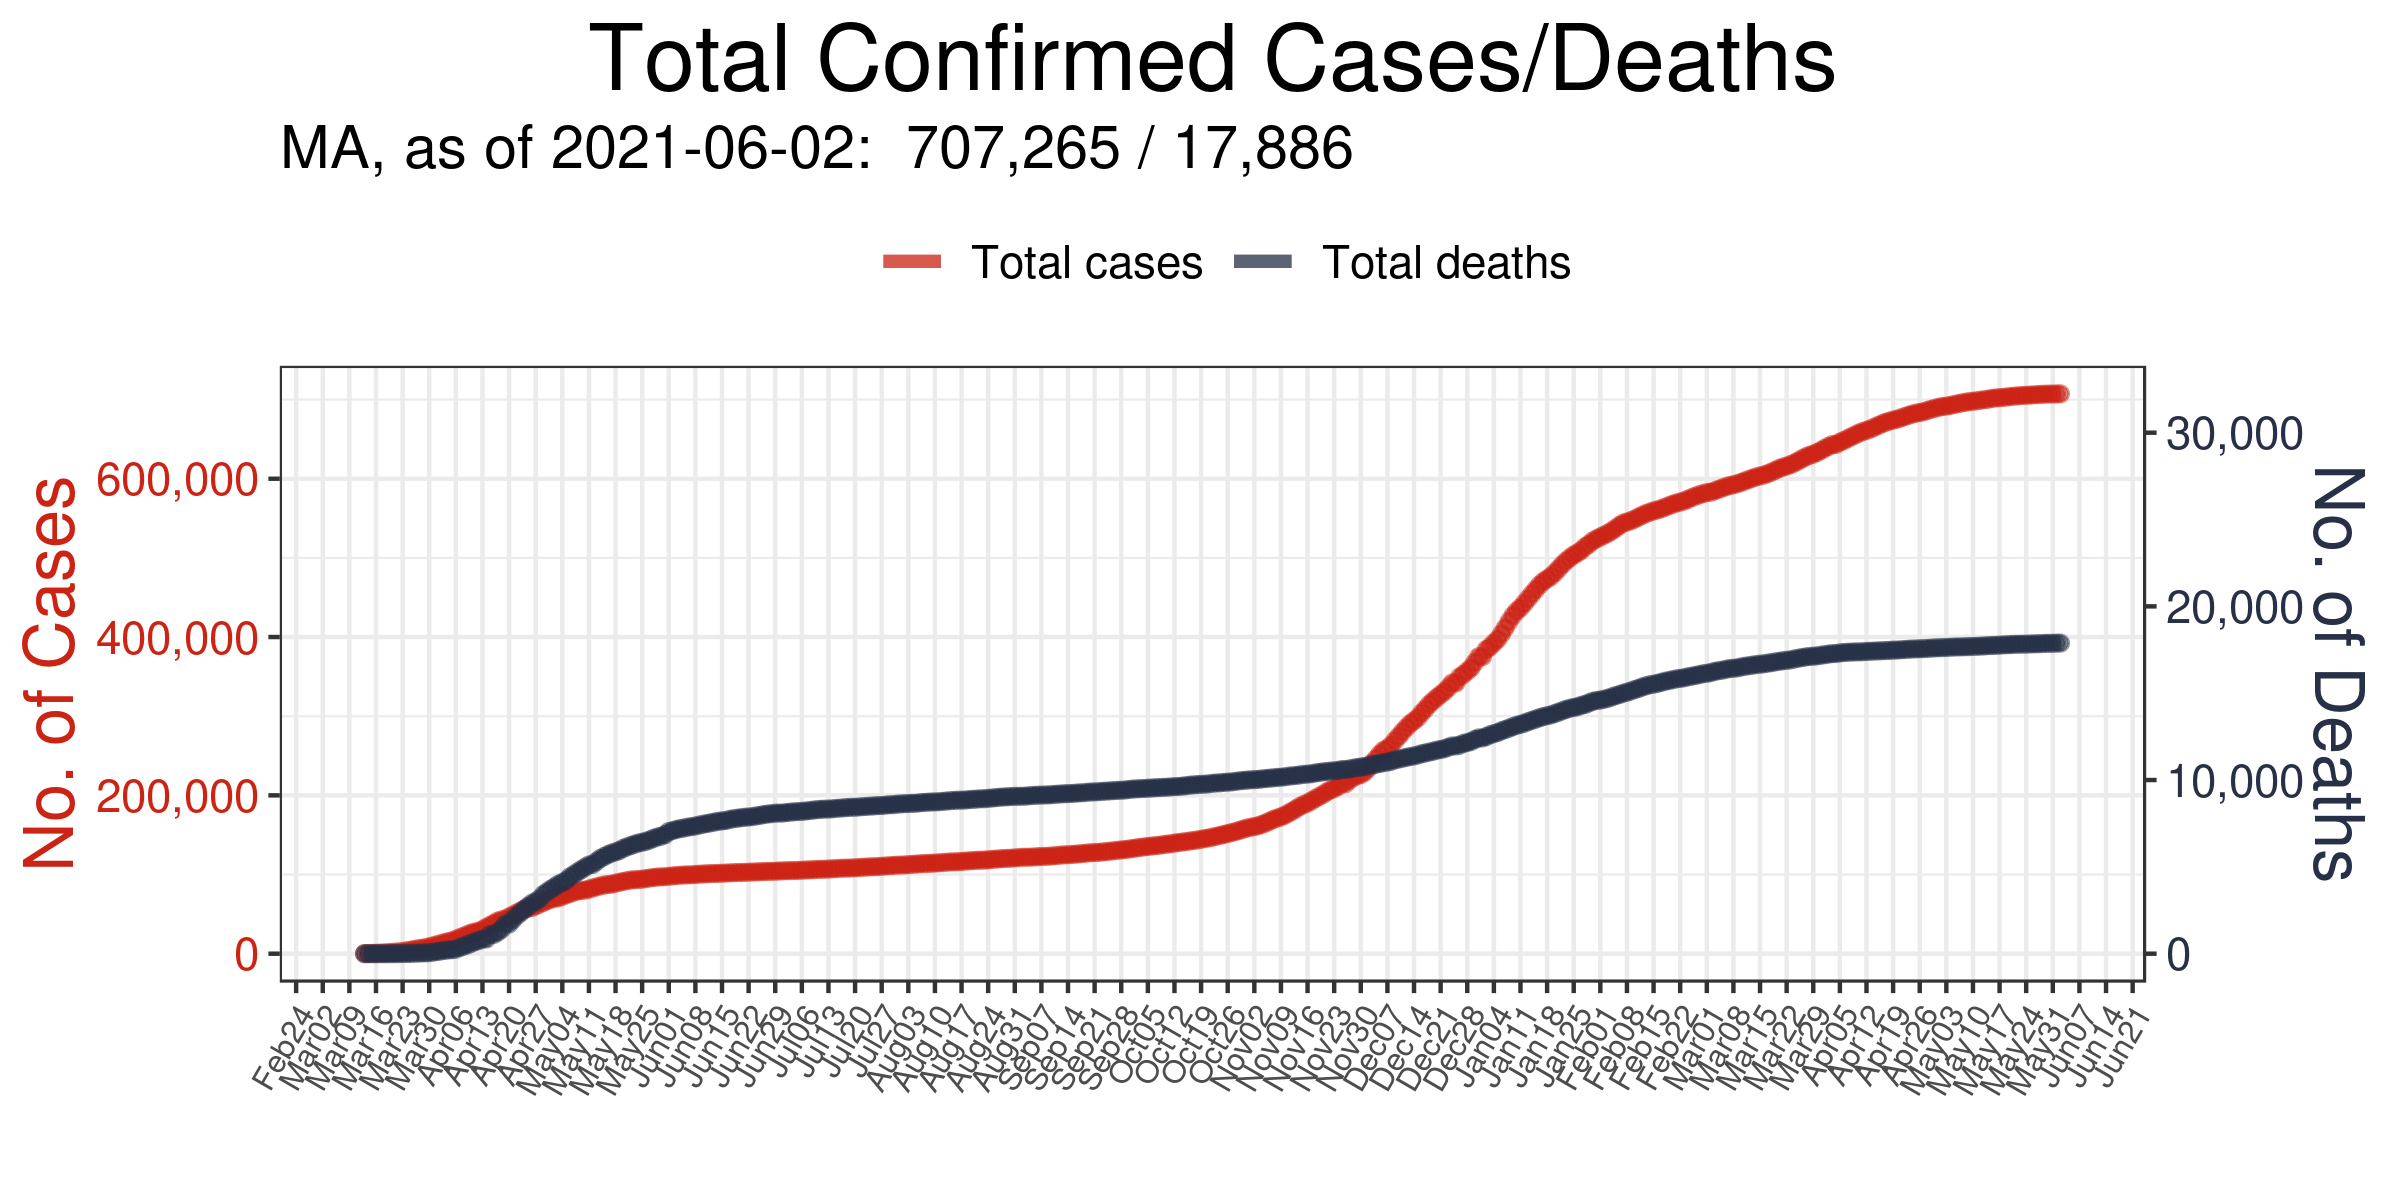 Total Confirmed Cases/Deaths
MA, as of 2021-06-02:  707,265 / 17,886
Total cases
Total deaths
No. of Cases
600,000
400,000
200,000
0
30,000
20,000
10,000
0
No. of Deaths
Feb24
Mar02
Mar09
Mar16
Mar23
Mar30
Apr06
Apr13
Apr20
Apr27
May04
May11
May18
May25
Jun01
Jun08
Jun15
Jun22
Jun29
Jul06
Jul13
Jul20
Jul27
Aug03
Aug10
Aug17
Aug24
Aug31
Sep07
Sep14
Sep21
Sep28
Oct05
Oct12
Oct19
Oct26
Nov02
Nov09
Nov16
Nov23
Nov30
Dec07
Dec14
Dec21
Dec28
Jan04
Jan11
Jan18
Jan25
Feb01
Feb08
Feb15
Feb22
Mar01
Mar08
Mar15
Mar22
Mar29
Apr05
Apr12
Apr19
Apr26
May03
May10
May17
May24
May31
Jun07
Jun14
Jun21